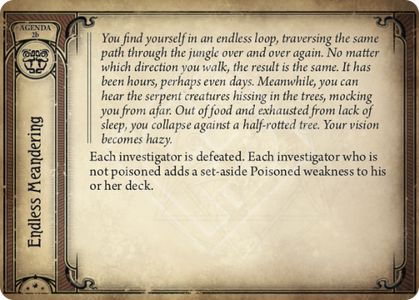 AGENDA
2b
Endless Meandering
You find yourself in an endless loop, traversing the same
path through the jungle over and over again. No matter
which direction you walk, the result is the same. It has
been hours, perhaps even days. Meanwhile, you can
hear the serpent creatures hissing in the trees, mocking
you from afar. Out of food and exhausted from lack of
sleep, you collapse against a half-rotted tree. Your vision
becomes hazy.
Each investigator is defeated. Each investigator who is
not poisoned adds a set-aside Poisoned weakness to his
or her deck.